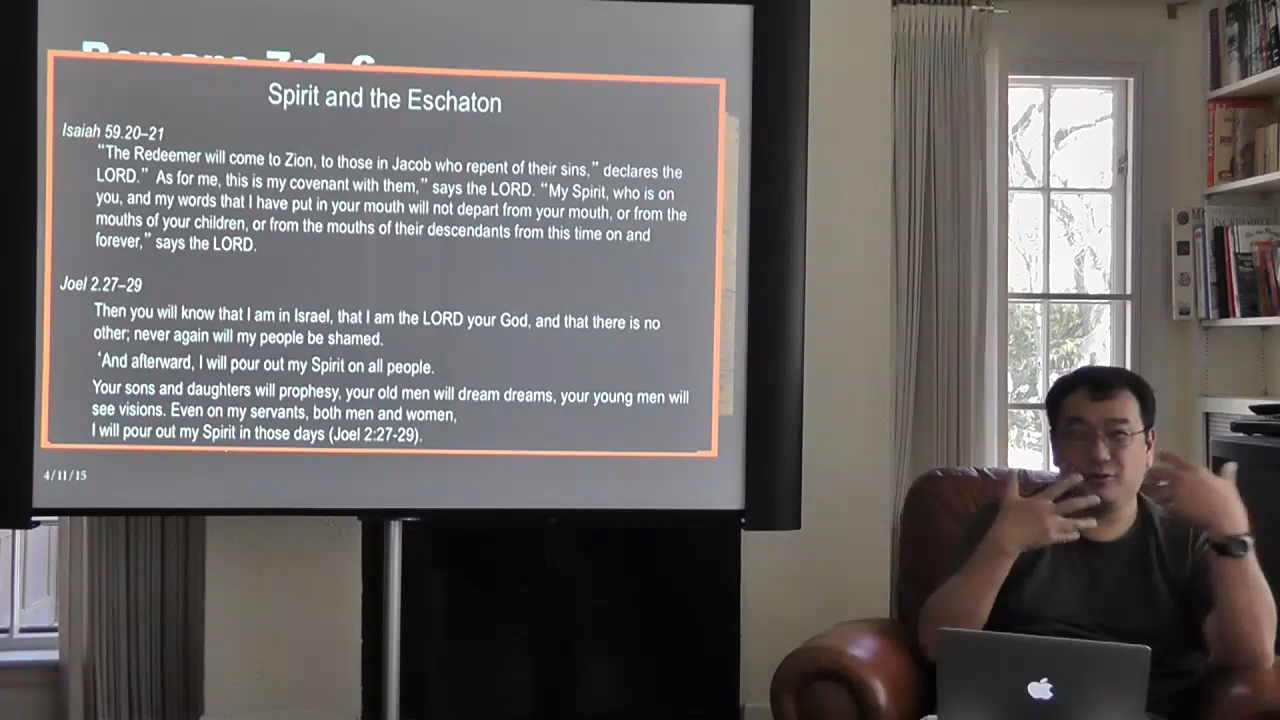 Romans 7:1-6
Spirit and the Eschaton
Isaiah 59.20–21
“The Redeemer will come to Zion, to those in Jacob who repent of their sins,” declares the
LORD.” As for me, this is my covenant with them,” says the LORD. “My Spirit, who is on
you, and my words that I have put in your mouth will not depart from your mouth, or from the
mouths of your children, or from the mouths of their descendants from this time on and
forever,” says the LORD.
Joel 2.27–29
Then you will know that I am in Israel, that I am the LORD your God, and that there is no
other; never again will my people be shamed.
‘And afterward, I will pour out my Spirit on all people.
Your sons and daughters will prophesy, your old men will dream dreams, your young men will
see visions. Even on my servants, both men and women,
I will pour out my Spirit in those days (Joel 2:27-29).
4/11/15